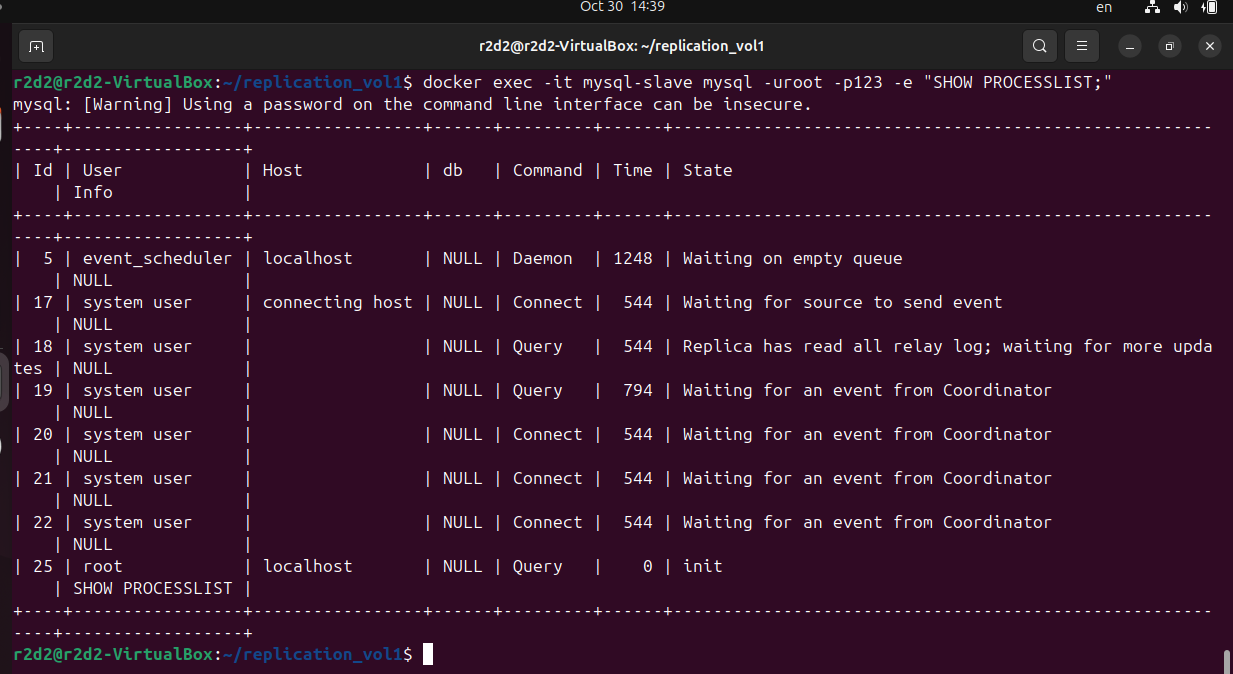 Oct 30 14:39
en
r2d2@r2d2-VirtualBox: ~/replication_vol1
r2d2@r2d2-VirtualBox:~/replication_vol1$ docker exec -it mysql-slave mysql -uroot -p123 -e "SHOW PROCESSLIST;"
mysql: [Warning] Using a password on the command line interface can be insecure.
+----+-----------------+-----------------+------+---------+------+------------------------------------------------------
----+------------------+
| Id | User            | Host            | db   | Command | Time | State
    | Info             |
+----+-----------------+-----------------+------+---------+------+------------------------------------------------------
----+------------------+
|  5 | event_scheduler | localhost       | NULL | Daemon  | 1248 | Waiting on empty queue
    | NULL             |
| 17 | system user     | connecting host | NULL | Connect |  544 | Waiting for source to send event
    | NULL             |
| 18 | system user     |                 | NULL | Query   |  544 | Replica has read all relay log; waiting for more upda
tes | NULL             |
| 19 | system user     |                 | NULL | Query   |  794 | Waiting for an event from Coordinator
    | NULL             |
| 20 | system user     |                 | NULL | Connect |  544 | Waiting for an event from Coordinator
    | NULL             |
| 21 | system user     |                 | NULL | Connect |  544 | Waiting for an event from Coordinator
    | NULL             |
| 22 | system user     |                 | NULL | Connect |  544 | Waiting for an event from Coordinator
    | NULL             |
| 25 | root            | localhost       | NULL | Query   |    0 | init
    | SHOW PROCESSLIST |
+----+-----------------+-----------------+------+---------+------+------------------------------------------------------
----+------------------+
r2d2@r2d2-VirtualBox:~/replication_vol1$